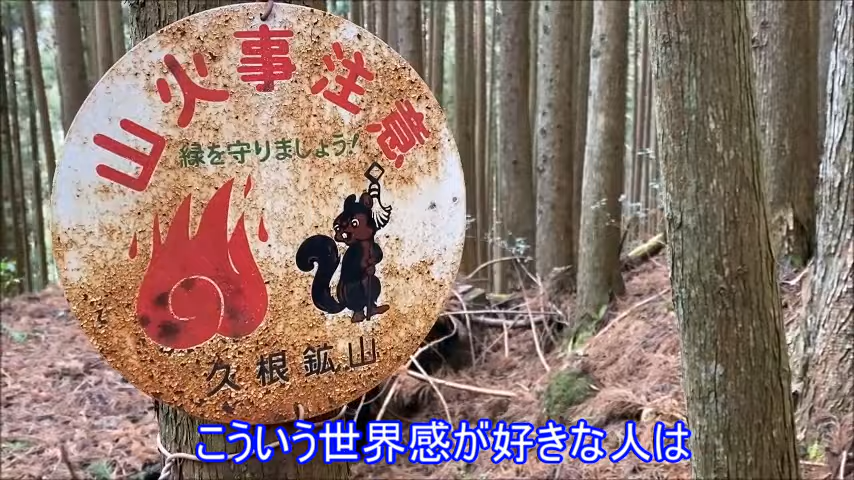 山火事注意
緑を守りましょう!
久根鉱山
こういう世界感が好きな人は